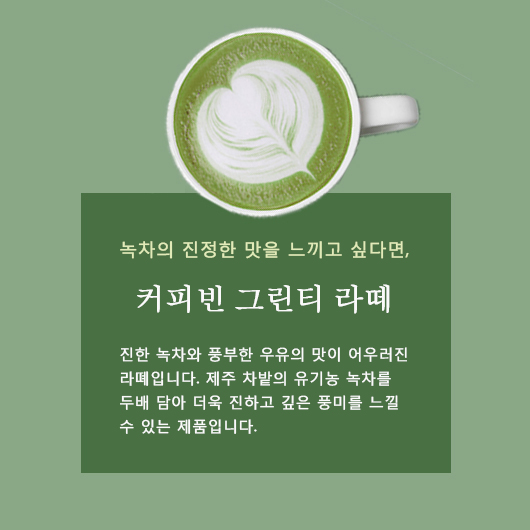 녹차의 진정한 맛을 느끼고 싶다면,
커피빈 그린티 라떼
진한 녹차와 풍부한 우유의 맛이 어우러진
라떼입니다. 제주 차밭의 유기농 녹차를
두배 담아 더욱 진하고 깊은 풍미를 느낄
수 있는 제품입니다.